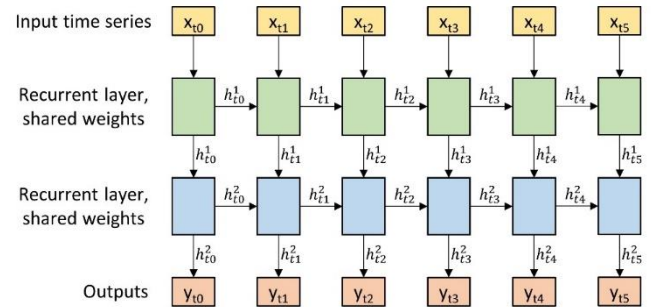 Input time series x_t0 x_t1 x_t2 x_t3 x_t4 x_t5
Recurrent layer,
shared weights
h^1_t0 h^1_t1 h^1_t2 h^1_t3 h^1_t4
h^1_t0 h^1_t1 h^1_t2 h^1_t3 h^1_t4 h^1_t5
Recurrent layer,
shared weights
h^2_t0 h^2_t1 h^2_t2 h^2_t3 h^2_t4
h^2_t0 h^2_t1 h^2_t2 h^2_t3 h^2_t4 h^2_t5
Outputs y_t0 y_t1 y_t2 y_t3 y_t4 y_t5